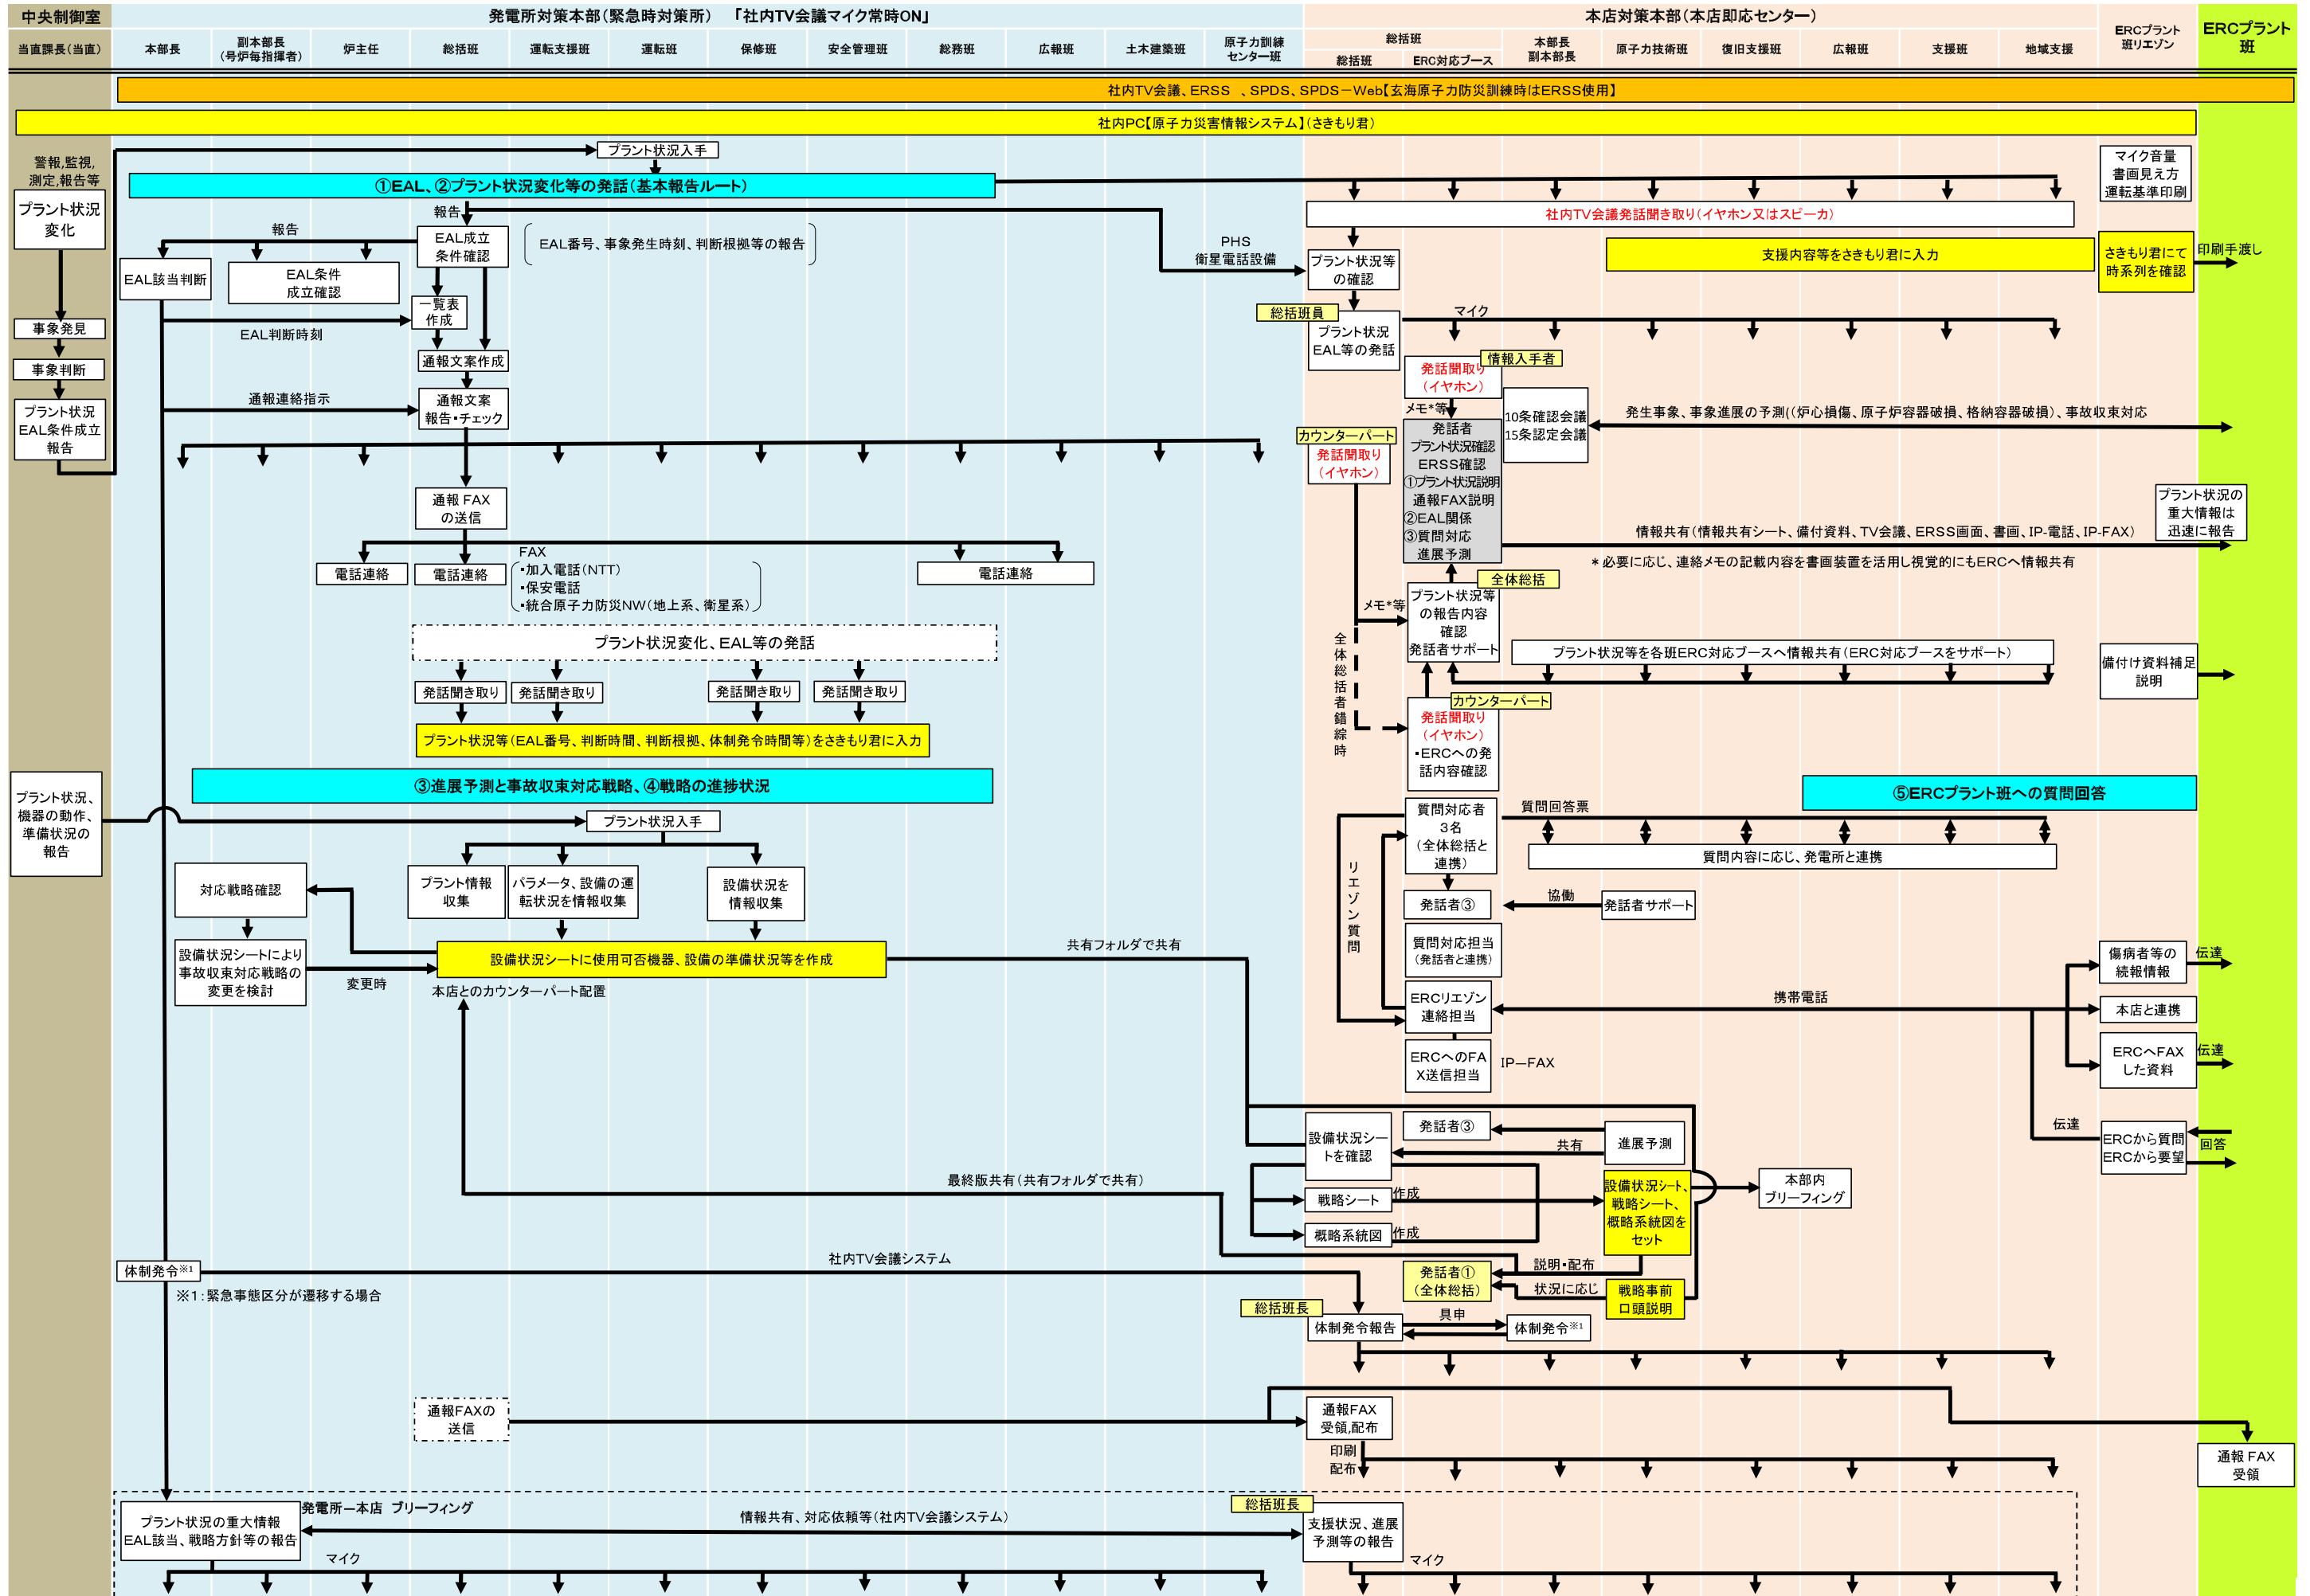 中央制御室
発電所対策本部（緊急時対策所）　「社内TV会議マイク常時ON」
本店対策本部（本店即応センター）
ERCプラント
班リエゾン
ERCプラント
班
当直課長（当直）
本部長
副本部長
（号炉毎指揮者）
炉主任
総括班
運転支援班
運転班
保修班
安全管理班
総務班
広報班
土木建築班
原子力訓練
センター班
総括班
総括班
ERC対応ブース
本部長
副本部長
原子力技術班
復旧支援班
広報班
支援班
地域支援
社内TV会議、ERSS　、SPDS、SPDS－Web【玄海原子力防災訓練時はERSS使用】
社内PC【原子力災害情報システム】（さきもり君）
プラント状況入手
警報,監視,
測定,報告等
プラント状況
変化
①EAL、②プラント状況変化等の発話（基本報告ルート）
マイク音量
書画見え方
運転基準印刷
社内TV会議発話聞き取り（イヤホン又はスピーカ）
報告
報告
EAL成立
条件確認
EAL番号、事象発生時刻、判断根拠等の報告
PHS
衛星電話設備
プラント状況等
の確認
支援内容等をさきもり君に入力
さきもり君にて
時系列を確認
印刷手渡し
EAL該当判断
EAL条件
成立確認
一覧表
作成
EAL判断時刻
事象発見
総括班員
プラント状況
EAL等の発話
マイク
通報文案作成
事象判断
情報入手者
発話聞取り
（イヤホン）
メモ*等
プラント状況
EAL条件成立
報告
通報連絡指示
通報文案
報告・チェック
10条確認会議
15条認定会議
発生事象、事象進展の予測（(炉心損傷、原子炉容器破損、格納容器破損）、事故収束対応
カウンターパート
発話聞取り
（イヤホン）
発話者
プラント状況確認
ERSS確認
①プラント状況説明
通報FAX説明
②EAL関係
③質問対応
進展予測
通報 FAX
の送信
プラント状況の
重大情報は
迅速に報告
情報共有（情報共有シート、備付資料、TV会議、ERSS画面、書画、IP-電話、IP-FAX）
＊必要に応じ、連絡メモの記載内容を書画装置を活用し視覚的にもERCへ情報共有
電話連絡
電話連絡
FAX
・加入電話（NTT）
・保安電話
・統合原子力防災NW（地上系、衛星系）
電話連絡
全体総括
プラント状況等
の報告内容
確認
発話者サポート
メモ*等
全体総括者錯綜時
プラント状況変化、EAL等の発話
プラント状況等を各班ERC対応ブースへ情報共有（ERC対応ブースをサポート）
備付け資料補足
説明
発話聞き取り
発話聞き取り
発話聞き取り
発話聞き取り
カウンターパート
発話聞取り
（イヤホン）
・ERCへの発
話内容確認
プラント状況等（EAL番号、判断時間、判断根拠、体制発令時間等）をさきもり君に入力
③進展予測と事故収束対応戦略、④戦略の進捗状況
⑤ERCプラント班への質問回答
プラント状況、
機器の動作、
準備状況の
報告
プラント状況入手
質問対応者
3名
（全体総括と
連携）
質問回答票
質問内容に応じ、発電所と連携
リエゾン質問
対応戦略確認
プラント情報
収集
パラメータ、設備の運
転状況を情報収集
設備状況を
情報収集
発話者③
協働
発話者サポート
設備状況シートにより
事故収束対応戦略の
変更を検討
変更時
設備状況シートに使用可否機器、設備の準備状況等を作成
本店とのカウンターパート配置
共有フォルダで共有
質問対応担当
（発話者と連携）
傷病者等の
続報情報
伝達
ERCリエゾン
連絡担当
携帯電話
本店と連携
ERCへのFA
X送信担当
IP－FAX
ERCへFAX
した資料
伝達
設備状況シー
トを確認
発話者③
共有
進展予測
伝達
ERCから質問
ERCから要望
回答
最終版共有（共有フォルダで共有）
戦略シート
作成
設備状況シート、
戦略シート、
概略系統図を
セット
本部内
ブリーフィング
概略系統図
作成
体制発令※1
社内TV会議システム
※1：緊急事態区分が遷移する場合
発話者①
（全体総括）
説明・配布
状況に応じ
戦略事前
口頭説明
総括班長
体制発令報告
具申
体制発令※1
通報FAXの
送信
通報FAX
受領,配布
印刷
配布
通報 FAX
受領
発電所－本店　ブリーフィング
プラント状況の重大情報
EAL該当、戦略方針等の報告
情報共有、対応依頼等（社内TV会議システム）
総括班長
支援状況、進展
予測等の報告
マイク
マイク